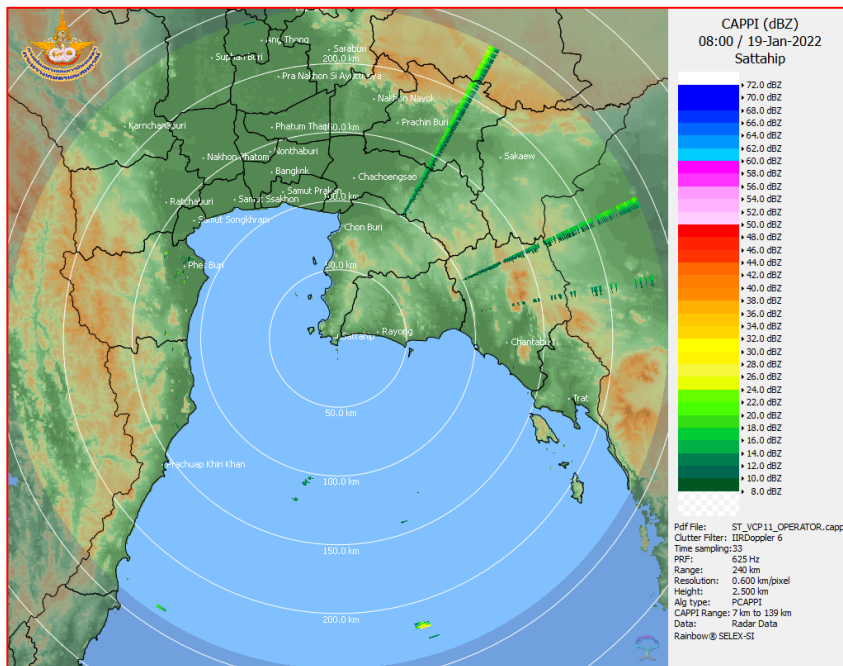 CAPPI (dBZ)
08:00 / 19-Jan-2022
Sattahip
72.0 dBZ
70.0 dBZ
68.0 dBZ
66.0 dBZ
64.0 dBZ
62.0 dBZ
60.0 dBZ
58.0 dBZ
56.0 dBZ
54.0 dBZ
52.0 dBZ
50.0 dBZ
48.0 dBZ
46.0 dBZ
44.0 dBZ
42.0 dBZ
40.0 dBZ
38.0 dBZ
36.0 dBZ
34.0 dBZ
32.0 dBZ
30.0 dBZ
28.0 dBZ
26.0 dBZ
24.0 dBZ
22.0 dBZ
20.0 dBZ
18.0 dBZ
16.0 dBZ
14.0 dBZ
12.0 dBZ
10.0 dBZ
8.0 dBZ
Pdf File: ST_VCP11_OPERATOR.capp
Clutter Filter: IIRDoppler 6
Time sampling:33
PRF: 625 Hz
Range: 240 km
Resolution: 0.600 km/pixel
Height: 2.500 km
Alg type: PCAPPI
CAPPI Range: 7 km to 139 km
Data: Radar Data
Rainbow® SELEX-SI
Ang Thong
Saraburi
Suphan Buri
200.0 km
Pra Nakhon Si Ayutthaya
Nakhon Nayok
Karnchanaburi
Phatum Thani
Prachin Buri
Nonthaburi
Nakhon Phatom
Sakaew
Bangkok
Chachoengsao
Samut Prakan
Ratchaburi
Samut Ssakhon
100.0 km
Samut Songkhram
Chon Buri
Phet Buri
50.0 km
Sattahip
Rayong
Chantaburi
Trat
50.0 km
Prachuap Khiri Khan
100.0 km
150.0 km
200.0 km